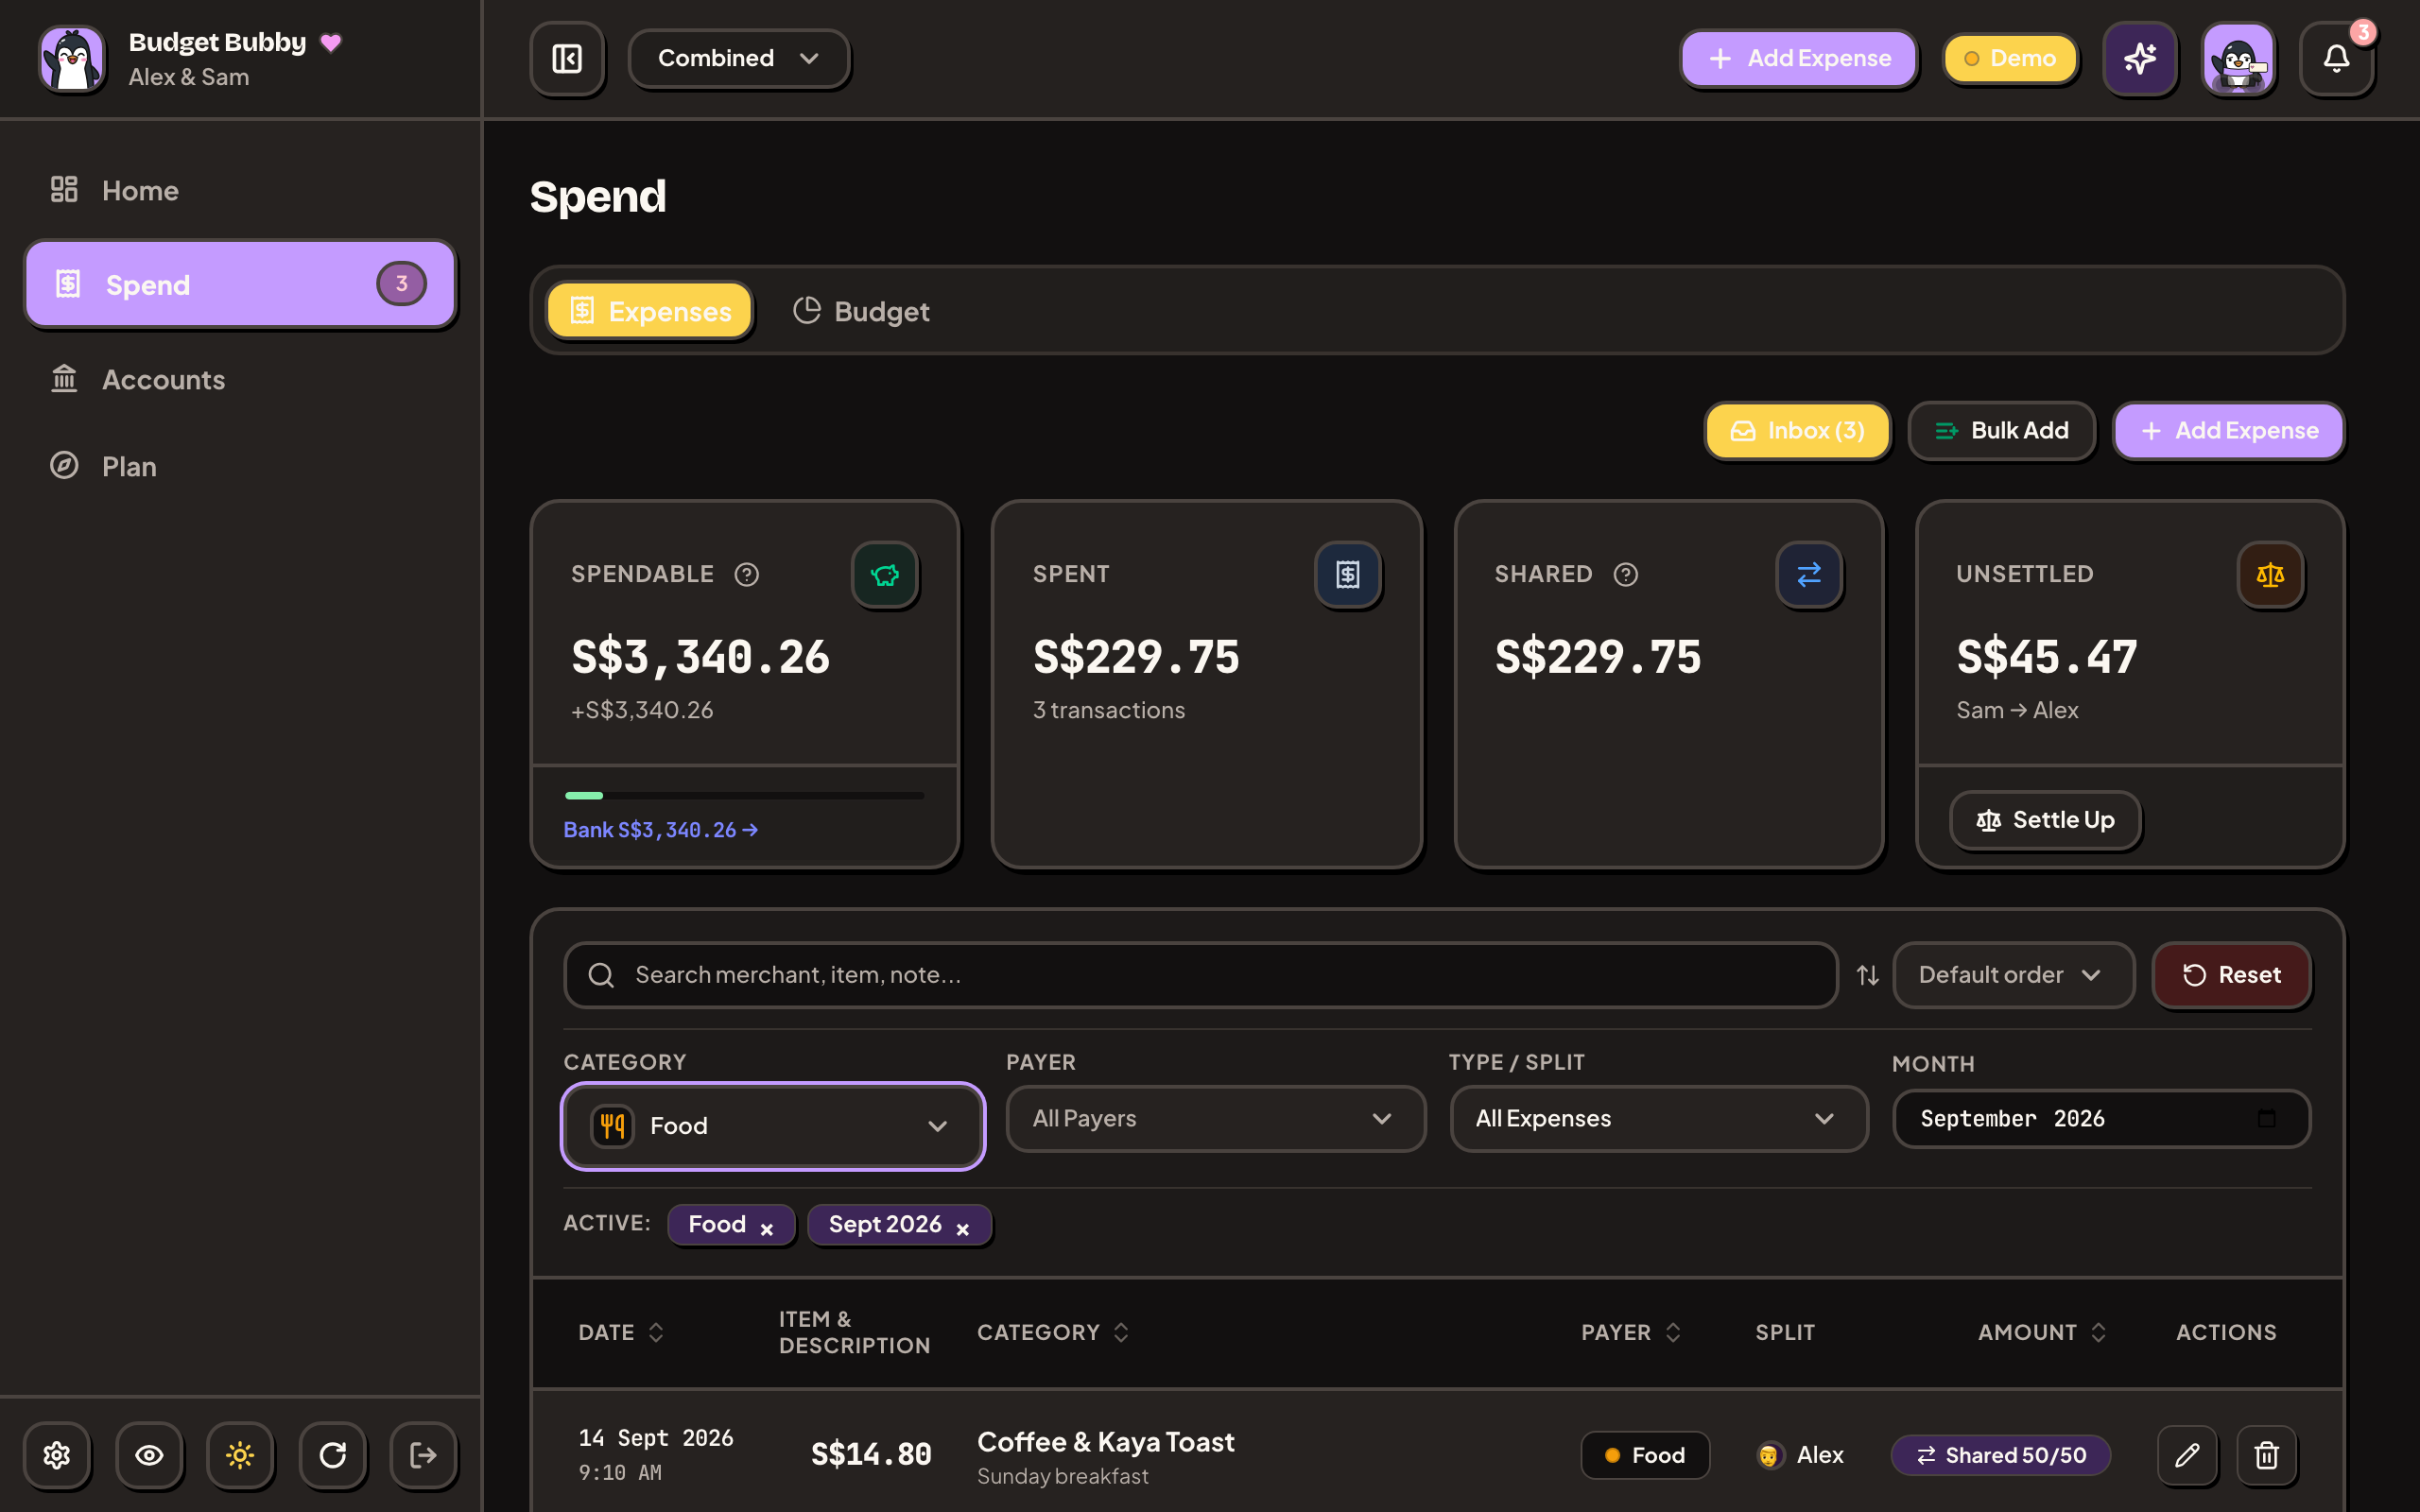 Budget Bubby
Alex & Sam
Combined
Add Expense
Demo
3
Home
Spend
3
Accounts
Plan
Spend
Expenses
Budget
Inbox (3)
Bulk Add
Add Expense
SPENDABLE
S$3,340.26
+S$3,340.26
Bank S$3,340.26 →
SPENT
S$229.75
3 transactions
SHARED
S$229.75
UNSETTLED
S$45.47
Sam → Alex
Settle Up
Search merchant, item, note...
Default order
Reset
CATEGORY
Food
PAYER
All Payers
TYPE / SPLIT
All Expenses
MONTH
September 2026
ACTIVE: Food × Sept 2026 ×
DATE
ITEM &
DESCRIPTION
CATEGORY
PAYER
SPLIT
AMOUNT
ACTIONS
14 Sept 2026
9:10 AM
S$14.80
Coffee & Kaya Toast
Sunday breakfast
Food
Alex
Shared 50/50